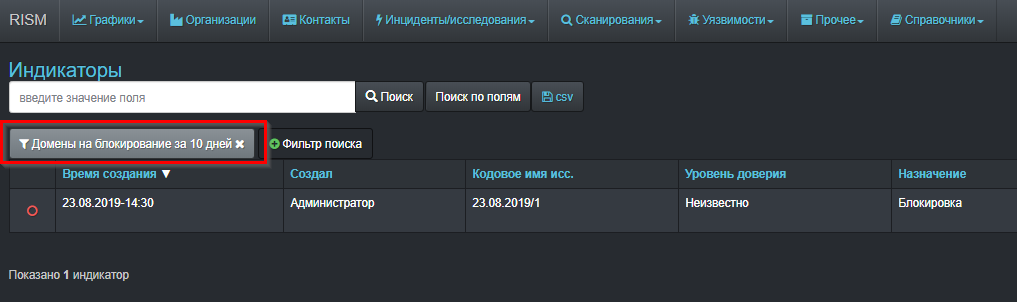 RISM Графики Организации Контакты Инциденты/исследования Сканирования Уязвимости Прочее Справочники
Индикаторы
введите значение поля Поиск Поиск по полям csv
Домены на блокирование за 10 дней Фильтр поиска
Время создания ▼ Создал Кодовое имя исс. Уровень доверия Назначение
23.08.2019-14:30 Администратор 23.08.2019/1 Неизвестно Блокировка
Показано 1 индикатор